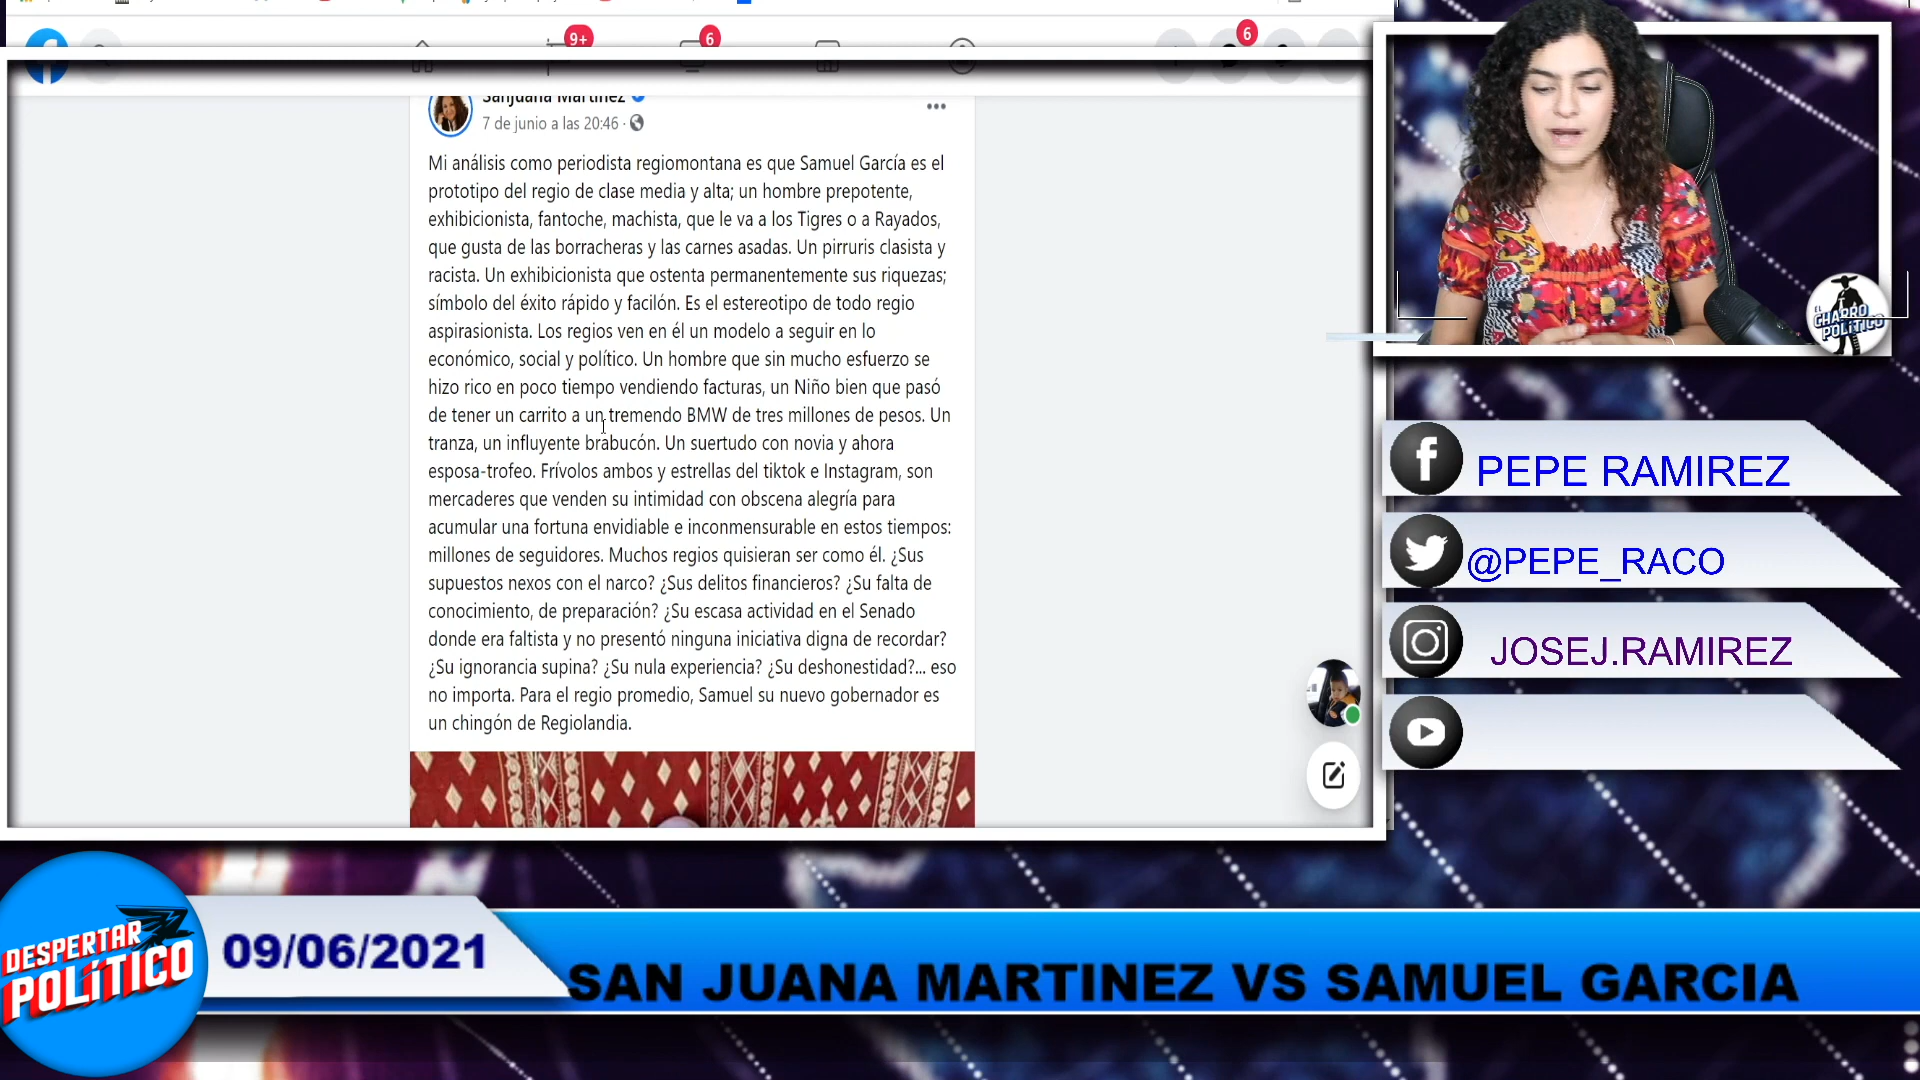 9+
6
6
Sanjuana Martínez
7 de junio a las 20:46 ·
Mi análisis como periodista regiomontana es que Samuel García es el
prototipo del regio de clase media y alta; un hombre prepotente,
exhibicionista, fantoche, machista, que le va a los Tigres o a Rayados,
que gusta de las borracheras y las carnes asadas. Un pirruris clasista y
racista. Un exhibicionista que ostenta permanentemente sus riquezas;
símbolo del éxito rápido y facilón. Es el estereotipo de todo regio
aspirasionista. Los regios ven en él un modelo a seguir en lo
económico, social y político. Un hombre que sin mucho esfuerzo se
hizo rico en poco tiempo vendiendo facturas, un Niño bien que pasó
de tener un carrito a un tremendo BMW de tres millones de pesos. Un
tranza, un influyente brabucón. Un suertudo con novia y ahora
esposa-trofeo. Frívolos ambos y estrellas del tiktok e Instagram, son
mercaderes que venden su intimidad con obscena alegría para
acumular una fortuna envidiable e inconmensurable en estos tiempos:
millones de seguidores. Muchos regios quisieran ser como él. ¿Sus
supuestos nexos con el narco? ¿Sus delitos financieros? ¿Su falta de
conocimiento, de preparación? ¿Su escasa actividad en el Senado
donde era faltista y no presentó ninguna iniciativa digna de recordar?
¿Su ignorancia supina? ¿Su nula experiencia? ¿Su deshonestidad?... eso
no importa. Para el regio promedio, Samuel su nuevo gobernador es
un chingón de Regiolandia.
EL CHARRO
POLÍTICO
PEPE RAMIREZ
@PEPE_RACO
JOSEJ.RAMIREZ
DESPERTAR
POLÍTICO
09/06/2021
SAN JUANA MARTINEZ VS SAMUEL GARCIA